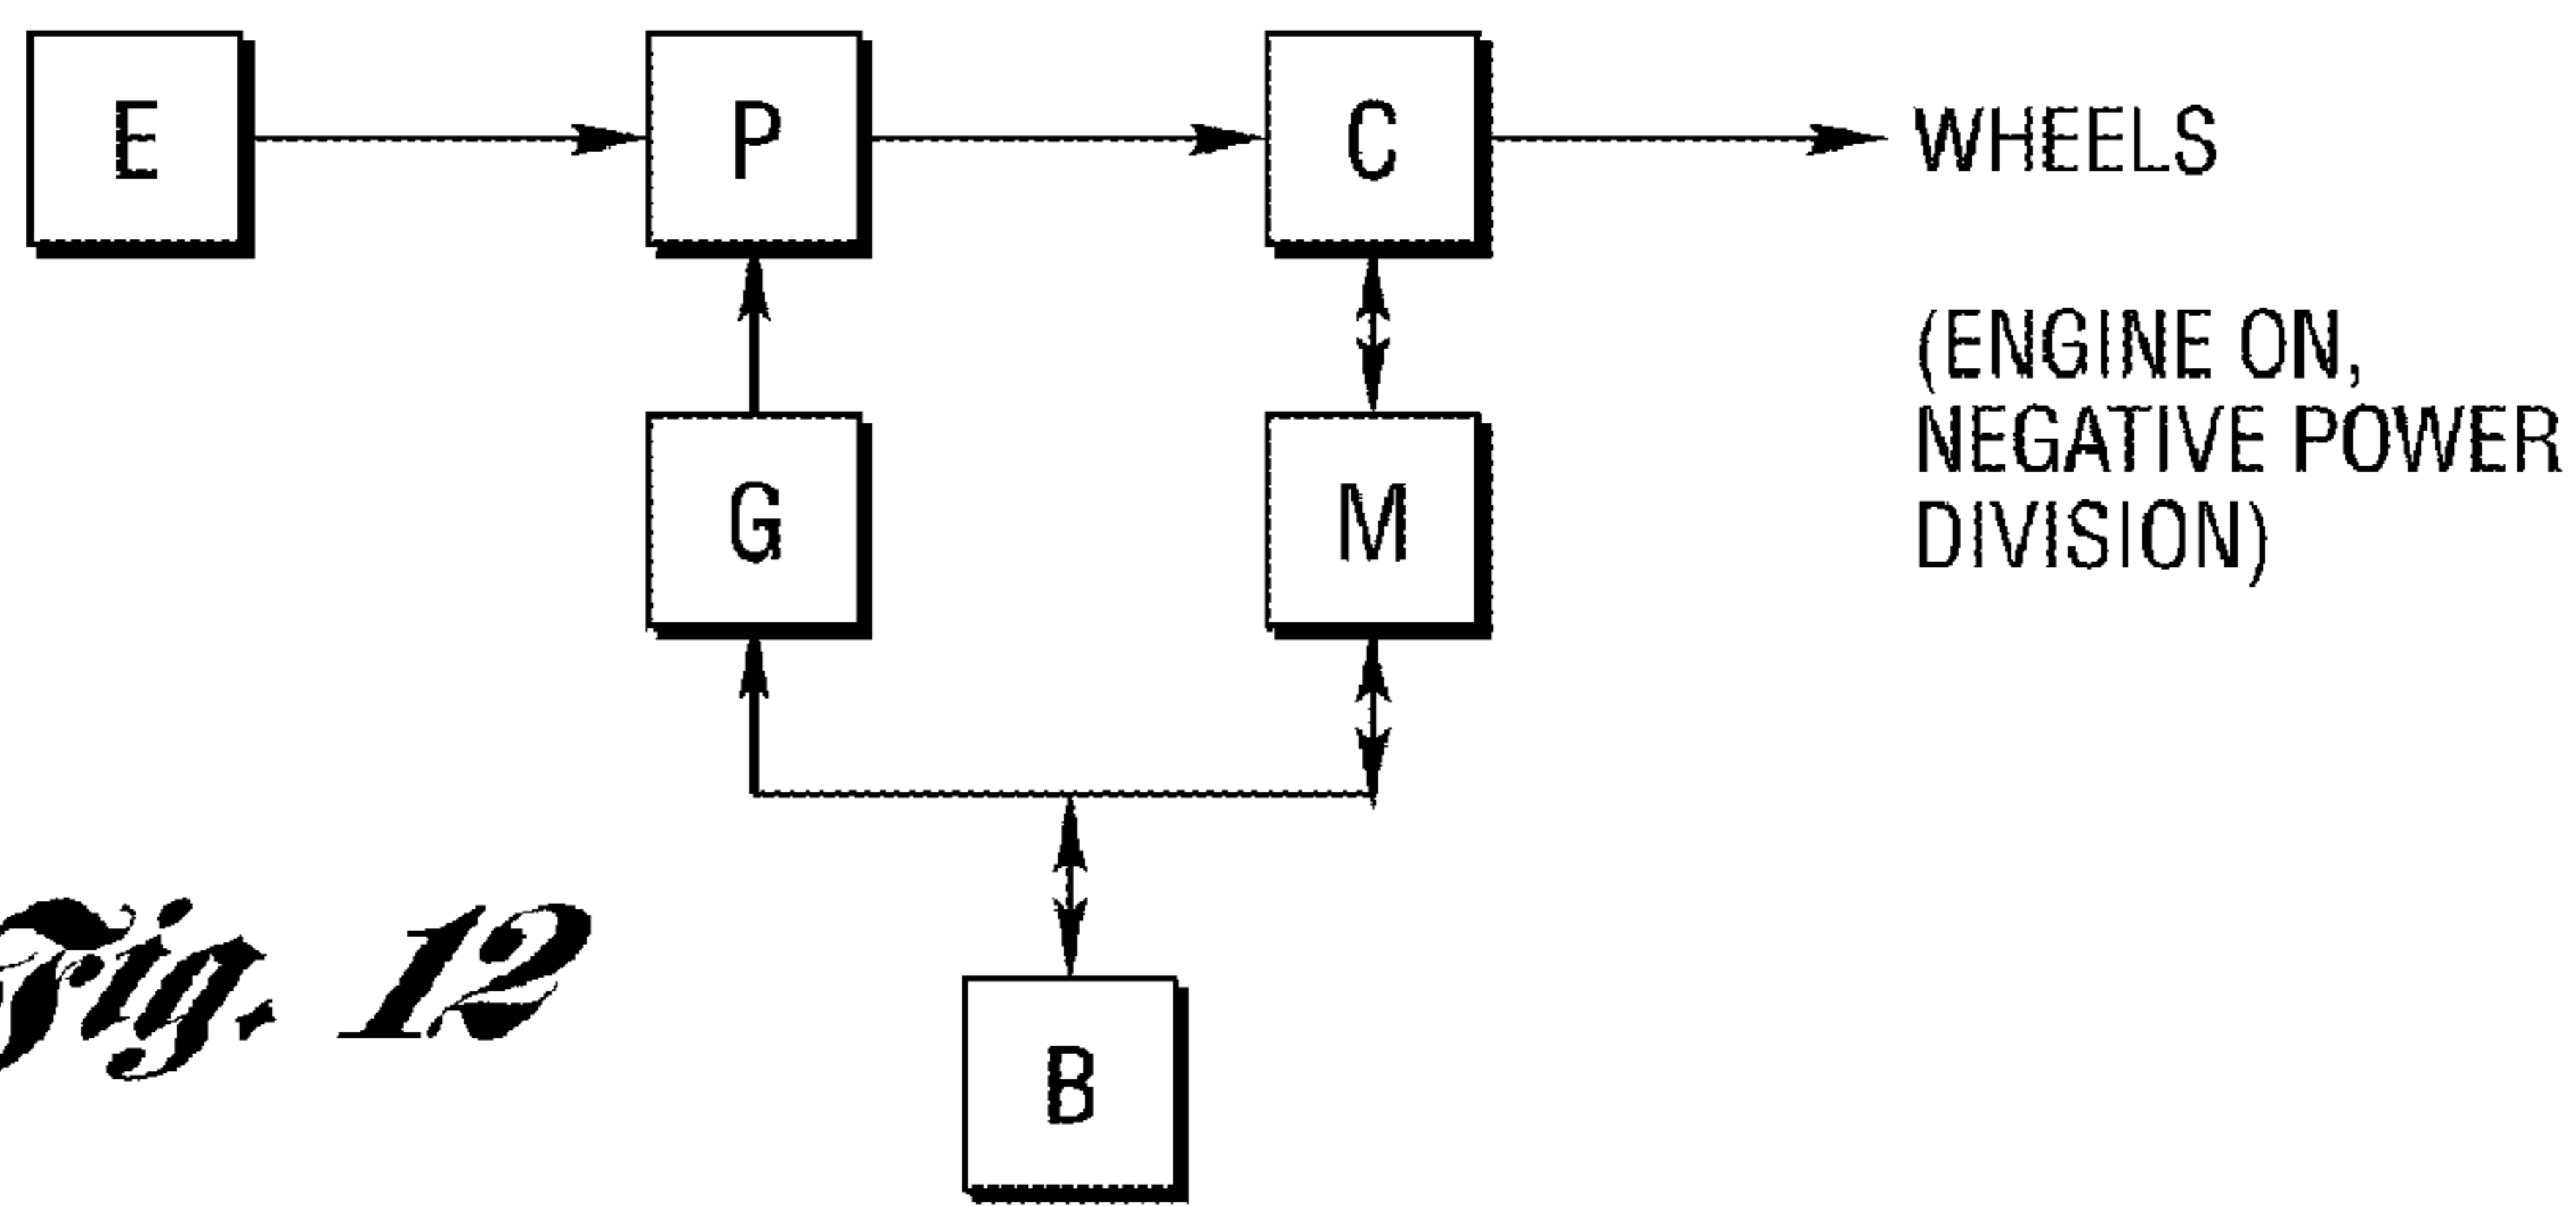 E P C WHEELS
(ENGINE ON,
NEGATIVE POWER
DIVISION)
G M
Fig. 12
B